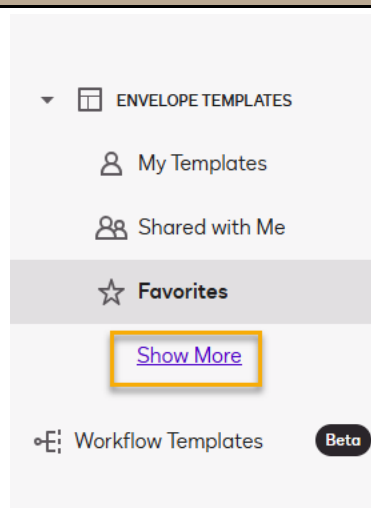 ENVELOPE TEMPLATES
My Templates
Shared with Me
Favorites
Show More
Workflow Templates Beta